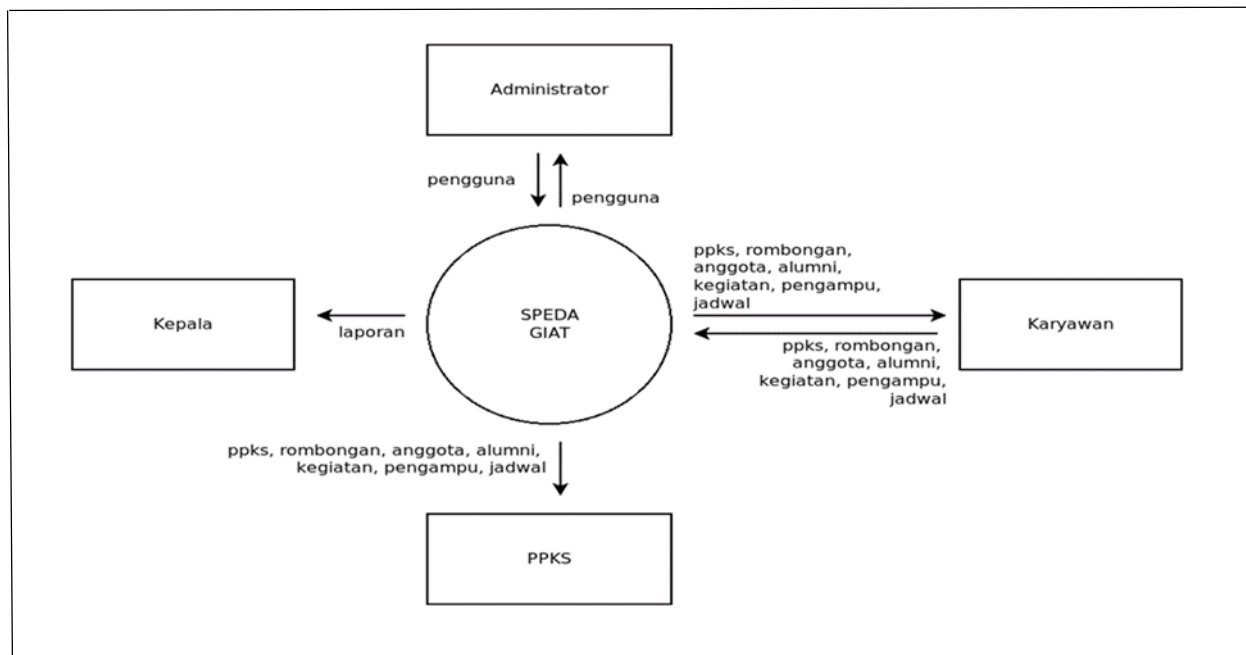 Administrator
pengguna
pengguna
ppks, rombongan,
anggota, alumni,
kegiatan, pengampu,
jadwal
Kepala
laporan
SPEDA
GIAT
Karyawan
ppks, rombongan,
anggota, alumni,
kegiatan, pengampu,
jadwal
ppks, rombongan, anggota, alumni,
kegiatan, pengampu, jadwal
PPKS